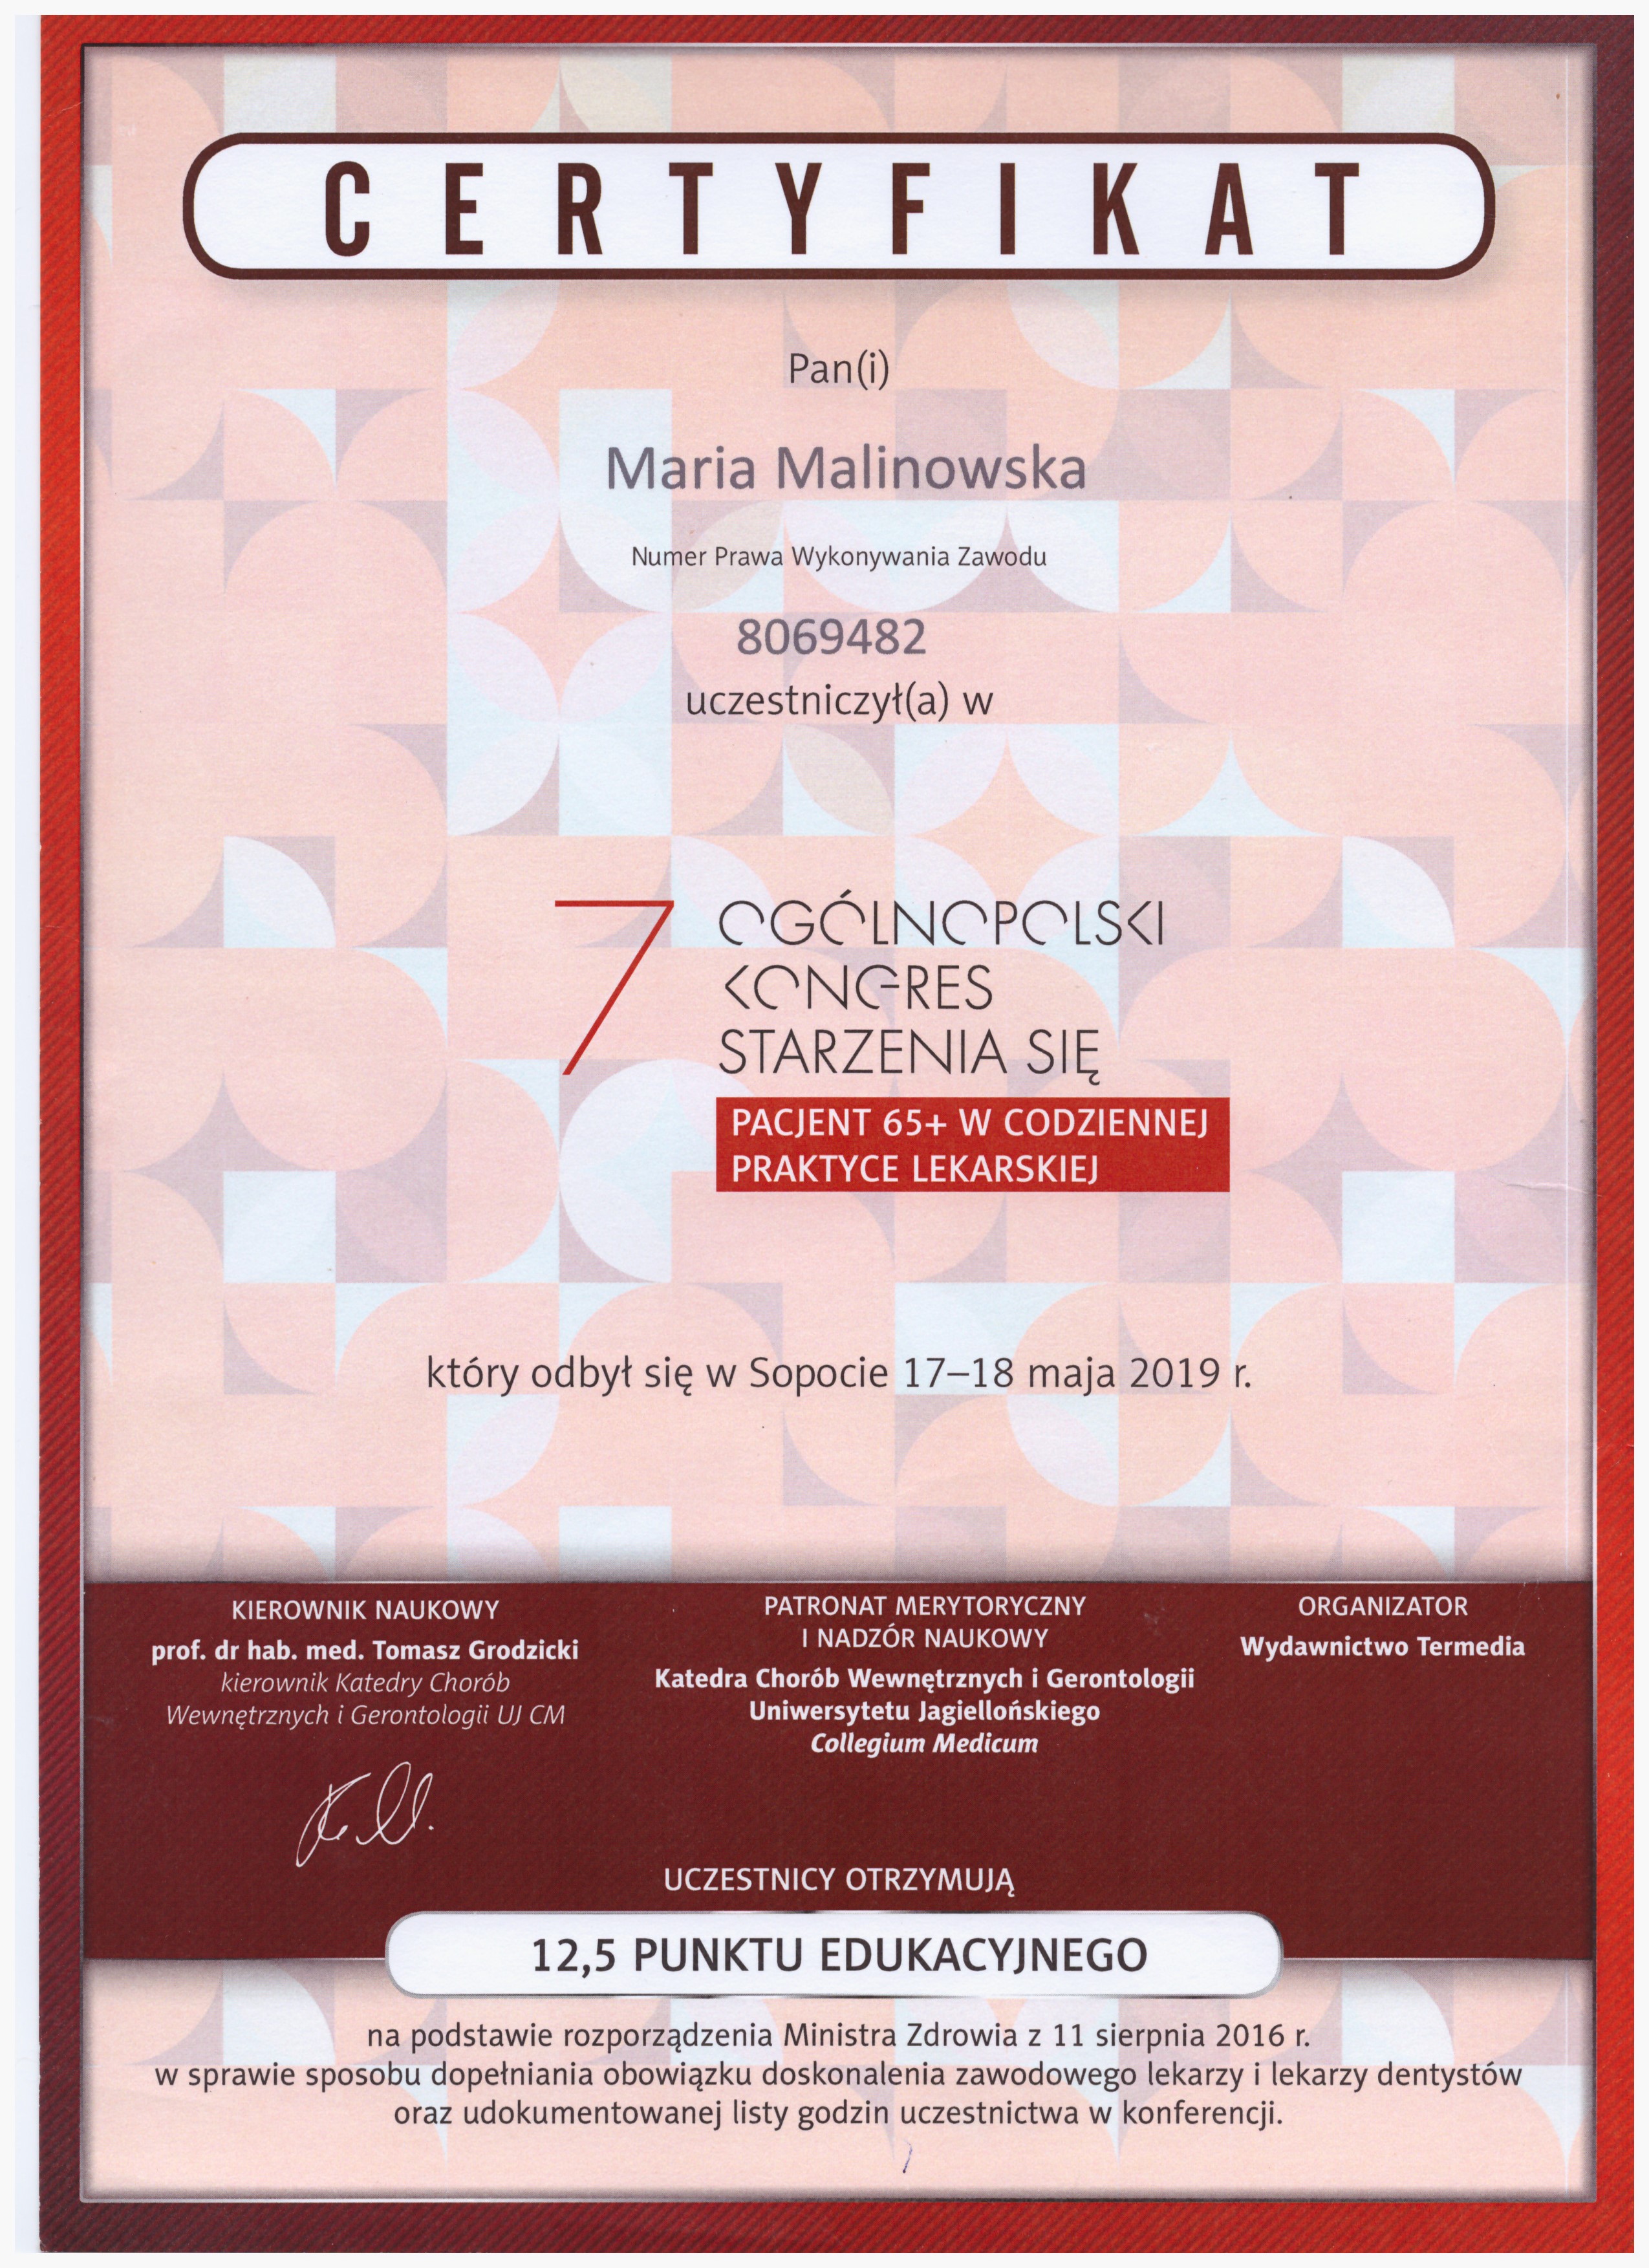 CERTYFIKAT
Pan(i)
Maria Malinowska
Numer Prawa Wykonywania Zawodu
8069482
uczestniczył(a) w
7 OGÓLNOPOLSKI
KONGRES
STARZENIA SIĘ
PACJENT 65+ W CODZIENNEJ
PRAKTYCE LEKARSKIEJ
który odbył się w Sopocie 17–18 maja 2019 r.
KIEROWNIK NAUKOWY
prof. dr hab. med. Tomasz Grodzicki
kierownik Katedry Chorób
Wewnętrznych i Gerontologii UJ CM
PATRONAT MERYTORYCZNY
I NADZÓR NAUKOWY
Katedra Chorób Wewnętrznych i Gerontologii
Uniwersytetu Jagiellońskiego
Collegium Medicum
ORGANIZATOR
Wydawnictwo Termedia
UCZESTNICY OTRZYMUJĄ
12,5 PUNKTU EDUKACYJNEGO
na podstawie rozporządzenia Ministra Zdrowia z 11 sierpnia 2016 r.
w sprawie sposobu dopełniania obowiązku doskonalenia zawodowego lekarzy i lekarzy dentystów
oraz udokumentowanej listy godzin uczestnictwa w konferencji.